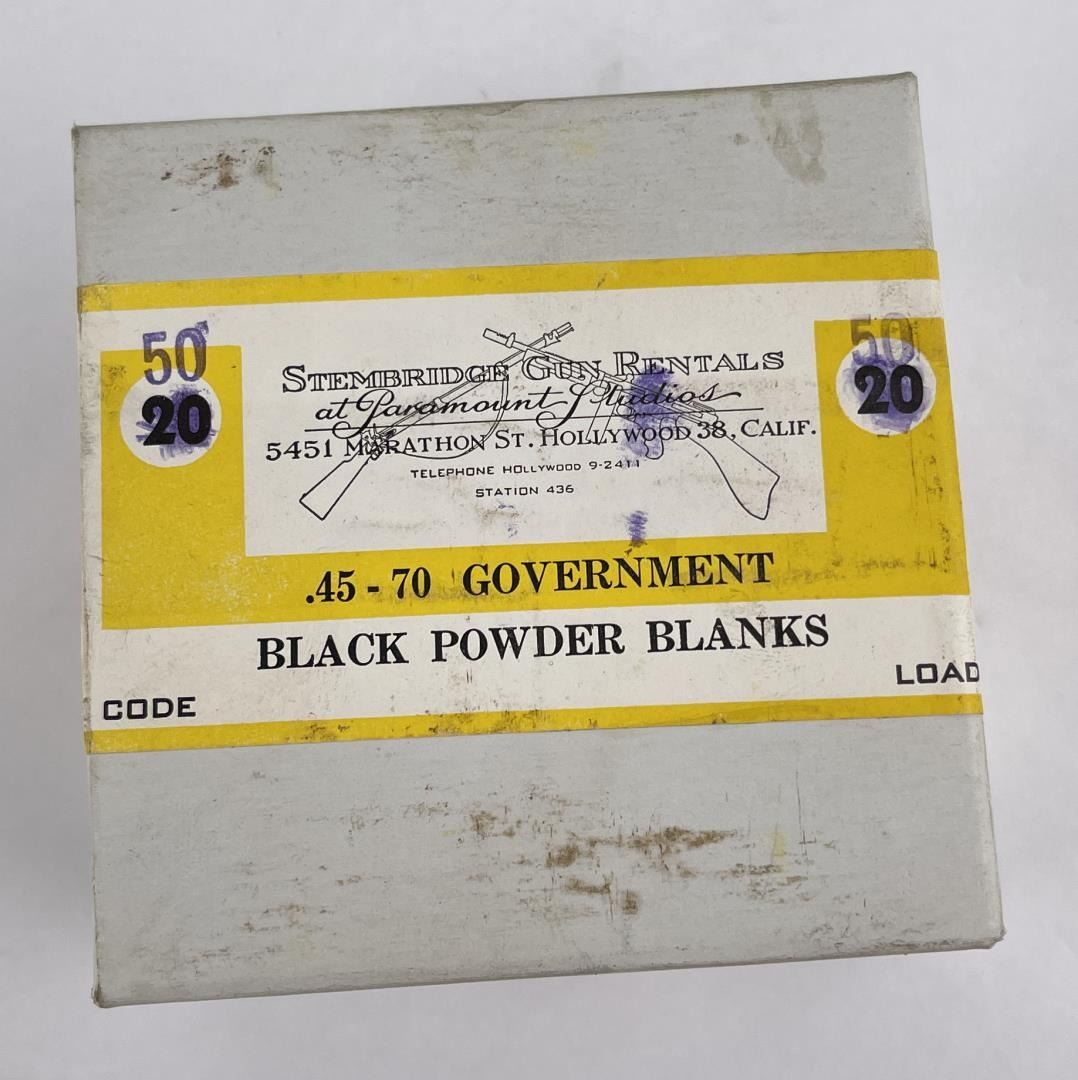 50 50
20 20
STEMBRIDGE GUN RENTALS
at Paramount Studios
5451 MARATHON ST. HOLLYWOOD 38, CALIF.
TELEPHONE HOLLYWOOD 9-2411
STATION 436
.45 - 70 GOVERNMENT
BLACK POWDER BLANKS
CODE LOAD